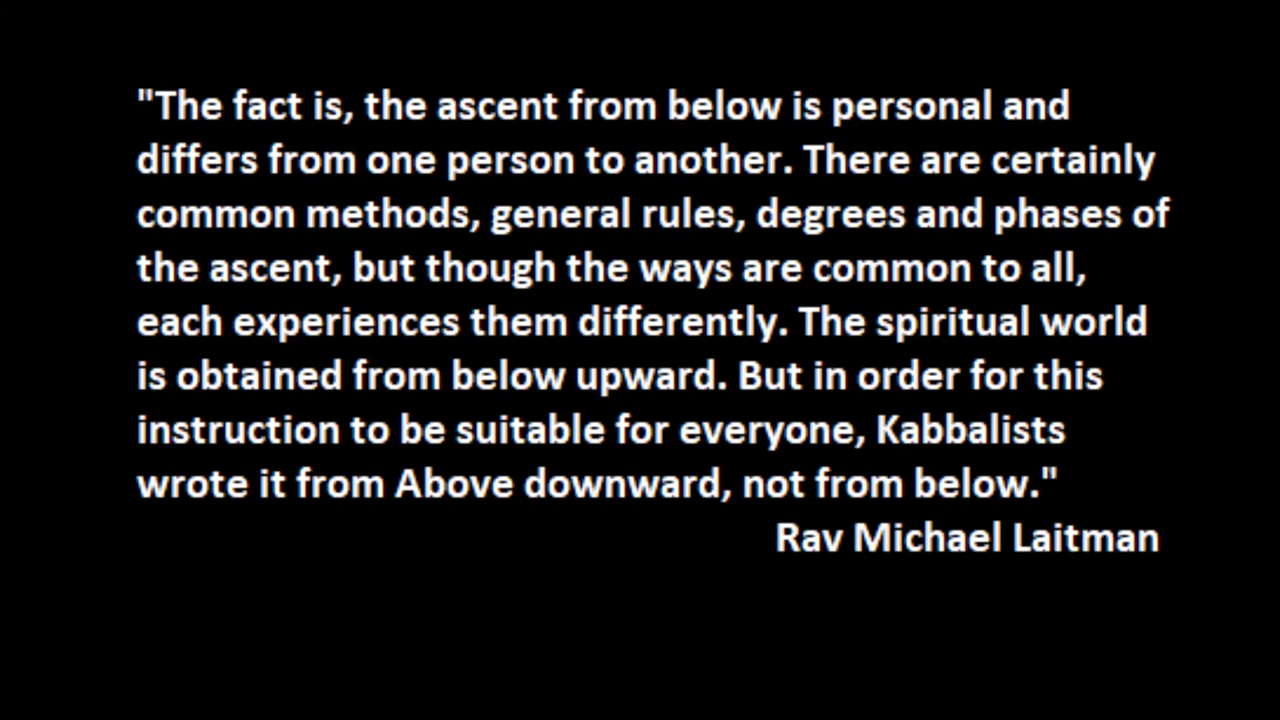 "The fact is, the ascent from below is personal and
differs from one person to another. There are certainly
common methods, general rules, degrees and phases of
the ascent, but though the ways are common to all,
each experiences them differently. The spiritual world
is obtained from below upward. But in order for this
instruction to be suitable for everyone, Kabbalists
wrote it from Above downward, not from below."
Rav Michael Laitman